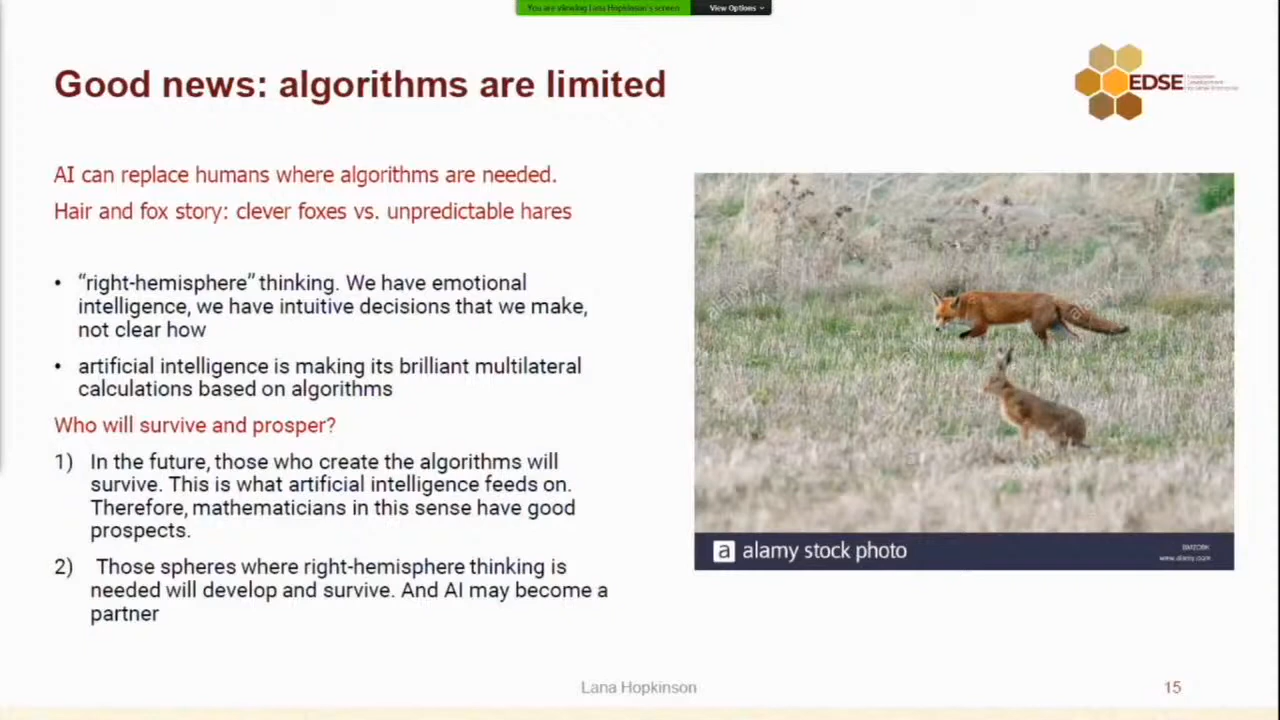 You are viewing Lana Hopkinson's screen
View Options
Good news: algorithms are limited
EDSE
AI can replace humans where algorithms are needed.
Hair and fox story: clever foxes vs. unpredictable hares
• “right-hemisphere” thinking. We have emotional
intelligence, we have intuitive decisions that we make,
not clear how
• artificial intelligence is making its brilliant multilateral
calculations based on algorithms
Who will survive and prosper?
1) In the future, those who create the algorithms will
survive. This is what artificial intelligence feeds on.
Therefore, mathematicians in this sense have good
prospects.
2) Those spheres where right-hemisphere thinking is
needed will develop and survive. And AI may become a
partner
alamy
alamy
alamy
a alamy stock photo
www.alamy.com
Lana Hopkinson
15